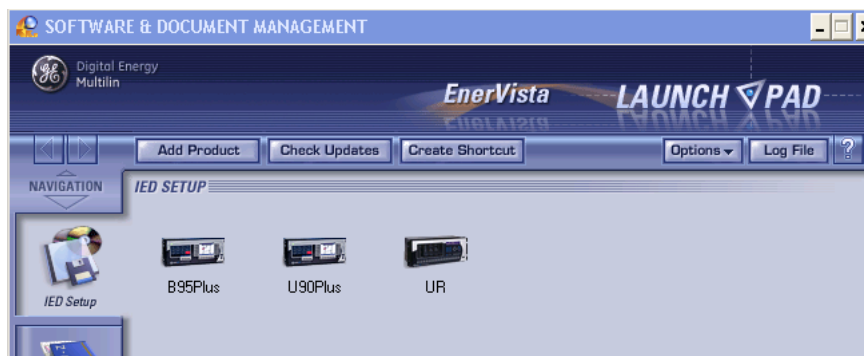 SOFTWARE & DOCUMENT MANAGEMENT
Digital Energy
Multilin
EnerVista LAUNCH PAD
Add Product Check Updates Create Shortcut Options Log File ?
NAVIGATION
IED SETUP
B95Plus U90Plus UR
IED Setup